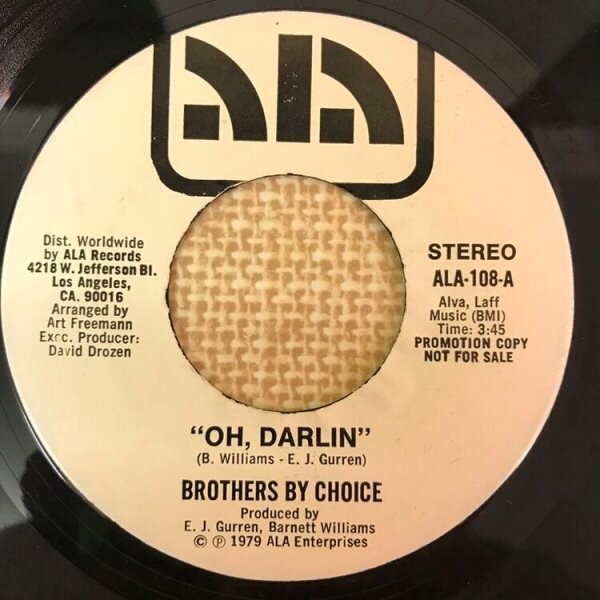 ala
Dist. Worldwide
by ALA Records
4218 W. Jefferson Bl.
Los Angeles,
CA. 90016
Arranged by
Art Freemann
Exec. Producer:
David Drozen
STEREO
ALA-108-A
Alva, Laff
Music (BMI)
Time: 3:45
PROMOTION COPY
NOT FOR SALE
"OH, DARLIN"
(B. Williams - E. J. Gurren)
BROTHERS BY CHOICE
Produced by
E. J. Gurren, Barnett Williams
© ℗ 1979 ALA Enterprises